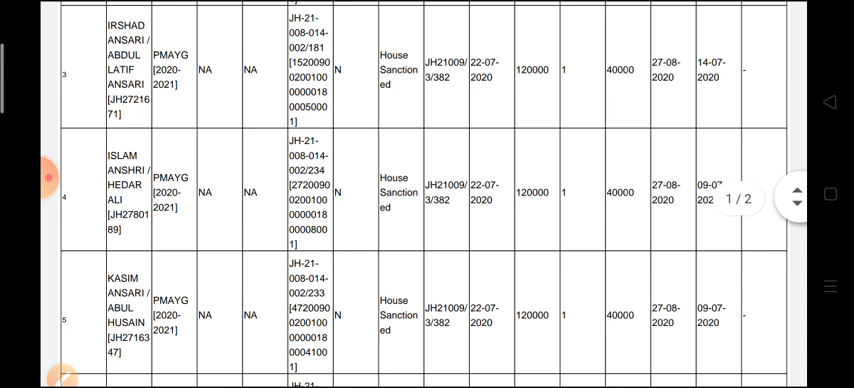 3
IRSHAD
ANSARI /
ABDUL
LATIF
ANSARI
[JH27216
71]
PMAYG
[2020-
2021]
NA
NA
JH-21-
008-014-
002/181
[1520090
0200100
0000018
0005000
1]
N
House
Sanction
ed
JH21009/
3/382
22-07-
2020
120000
1
40000
27-08-
2020
14-07-
2020
-
4
ISLAM
ANSHRI /
HEDAR
ALI
[JH27801
89]
PMAYG
[2020-
2021]
NA
NA
JH-21-
008-014-
002/234
[2720090
0200100
0000018
0000800
1]
N
House
Sanction
ed
JH21009/
3/382
22-07-
2020
120000
1
40000
27-08-
2020
09-07
202
1 / 2
5
KASIM
ANSARI /
ABUL
HUSAIN
[JH27163
47]
PMAYG
[2020-
2021]
NA
NA
JH-21-
008-014-
002/233
[4720090
0200100
0000018
0004100
1]
N
House
Sanction
ed
JH21009/
3/382
22-07-
2020
120000
1
40000
27-08-
2020
09-07-
2020
-
JH-21-